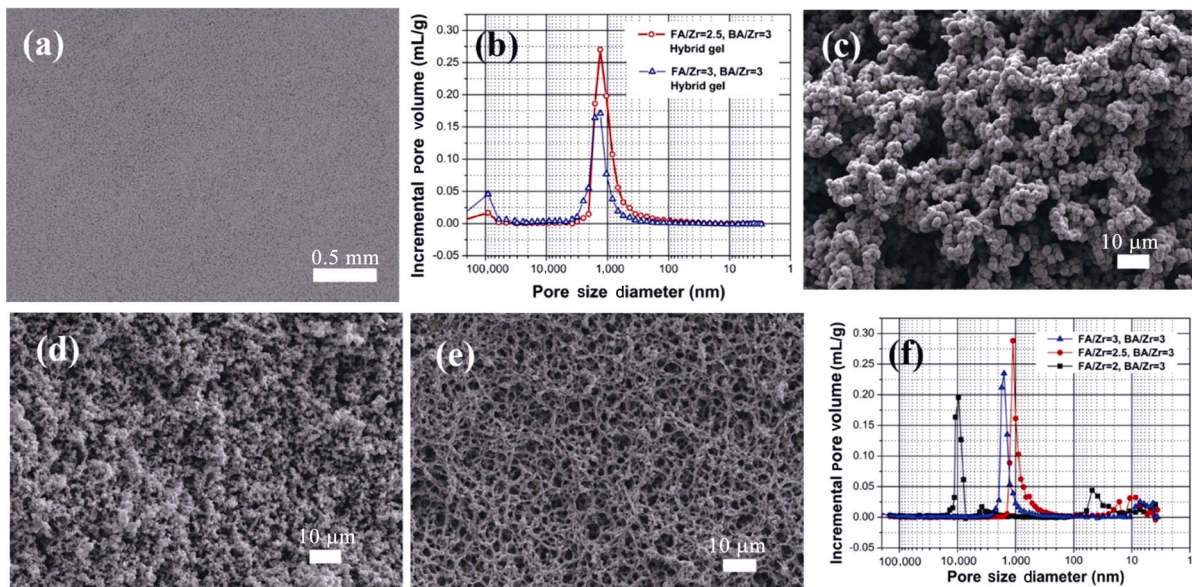 (a)
0.5 mm
(b)
Incremental pore volume (mL/g)
0.30
0.25
0.20
0.15
0.10
0.05
0.00
-0.05
FA/Zr=2.5, BA/Zr=3
Hybrid gel
FA/Zr=3, BA/Zr=3
Hybrid gel
100,000 10,000 1,000 100 10 1
Pore size diameter (nm)
(c)
10 µm
(d)
10 µm
(e)
10 µm
(f)
Incremental Pore volume (mL/g)
0.30
0.25
0.20
0.15
0.10
0.05
0.00
-0.05
FA/Zr=3, BA/Zr=3
FA/Zr=2.5, BA/Zr=3
FA/Zr=2, BA/Zr=3
100,000 10,000 1,000 100 10 1
Pore size diameter (nm)